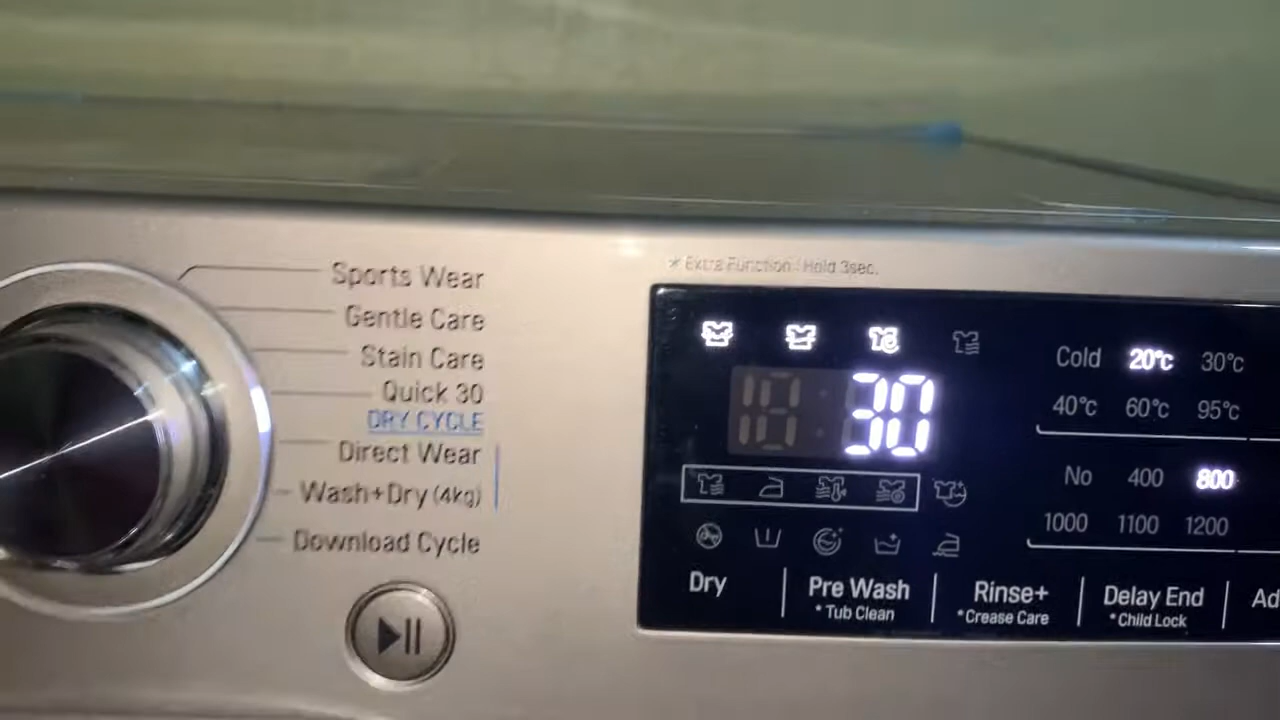 Sports Wear
Gentle Care
Stain Care
Quick 30
DRY CYCLE
Direct Wear
Wash+Dry (4kg)
Download Cycle
* Extra Function : Hold 3sec.
18:30
Cold 20°c 30°c
40°c 60°c 95°c
No 400 800
1000 1100 1200
Dry
Pre Wash
* Tub Clean
Rinse+
* Crease Care
Delay End
* Child Lock
Ad